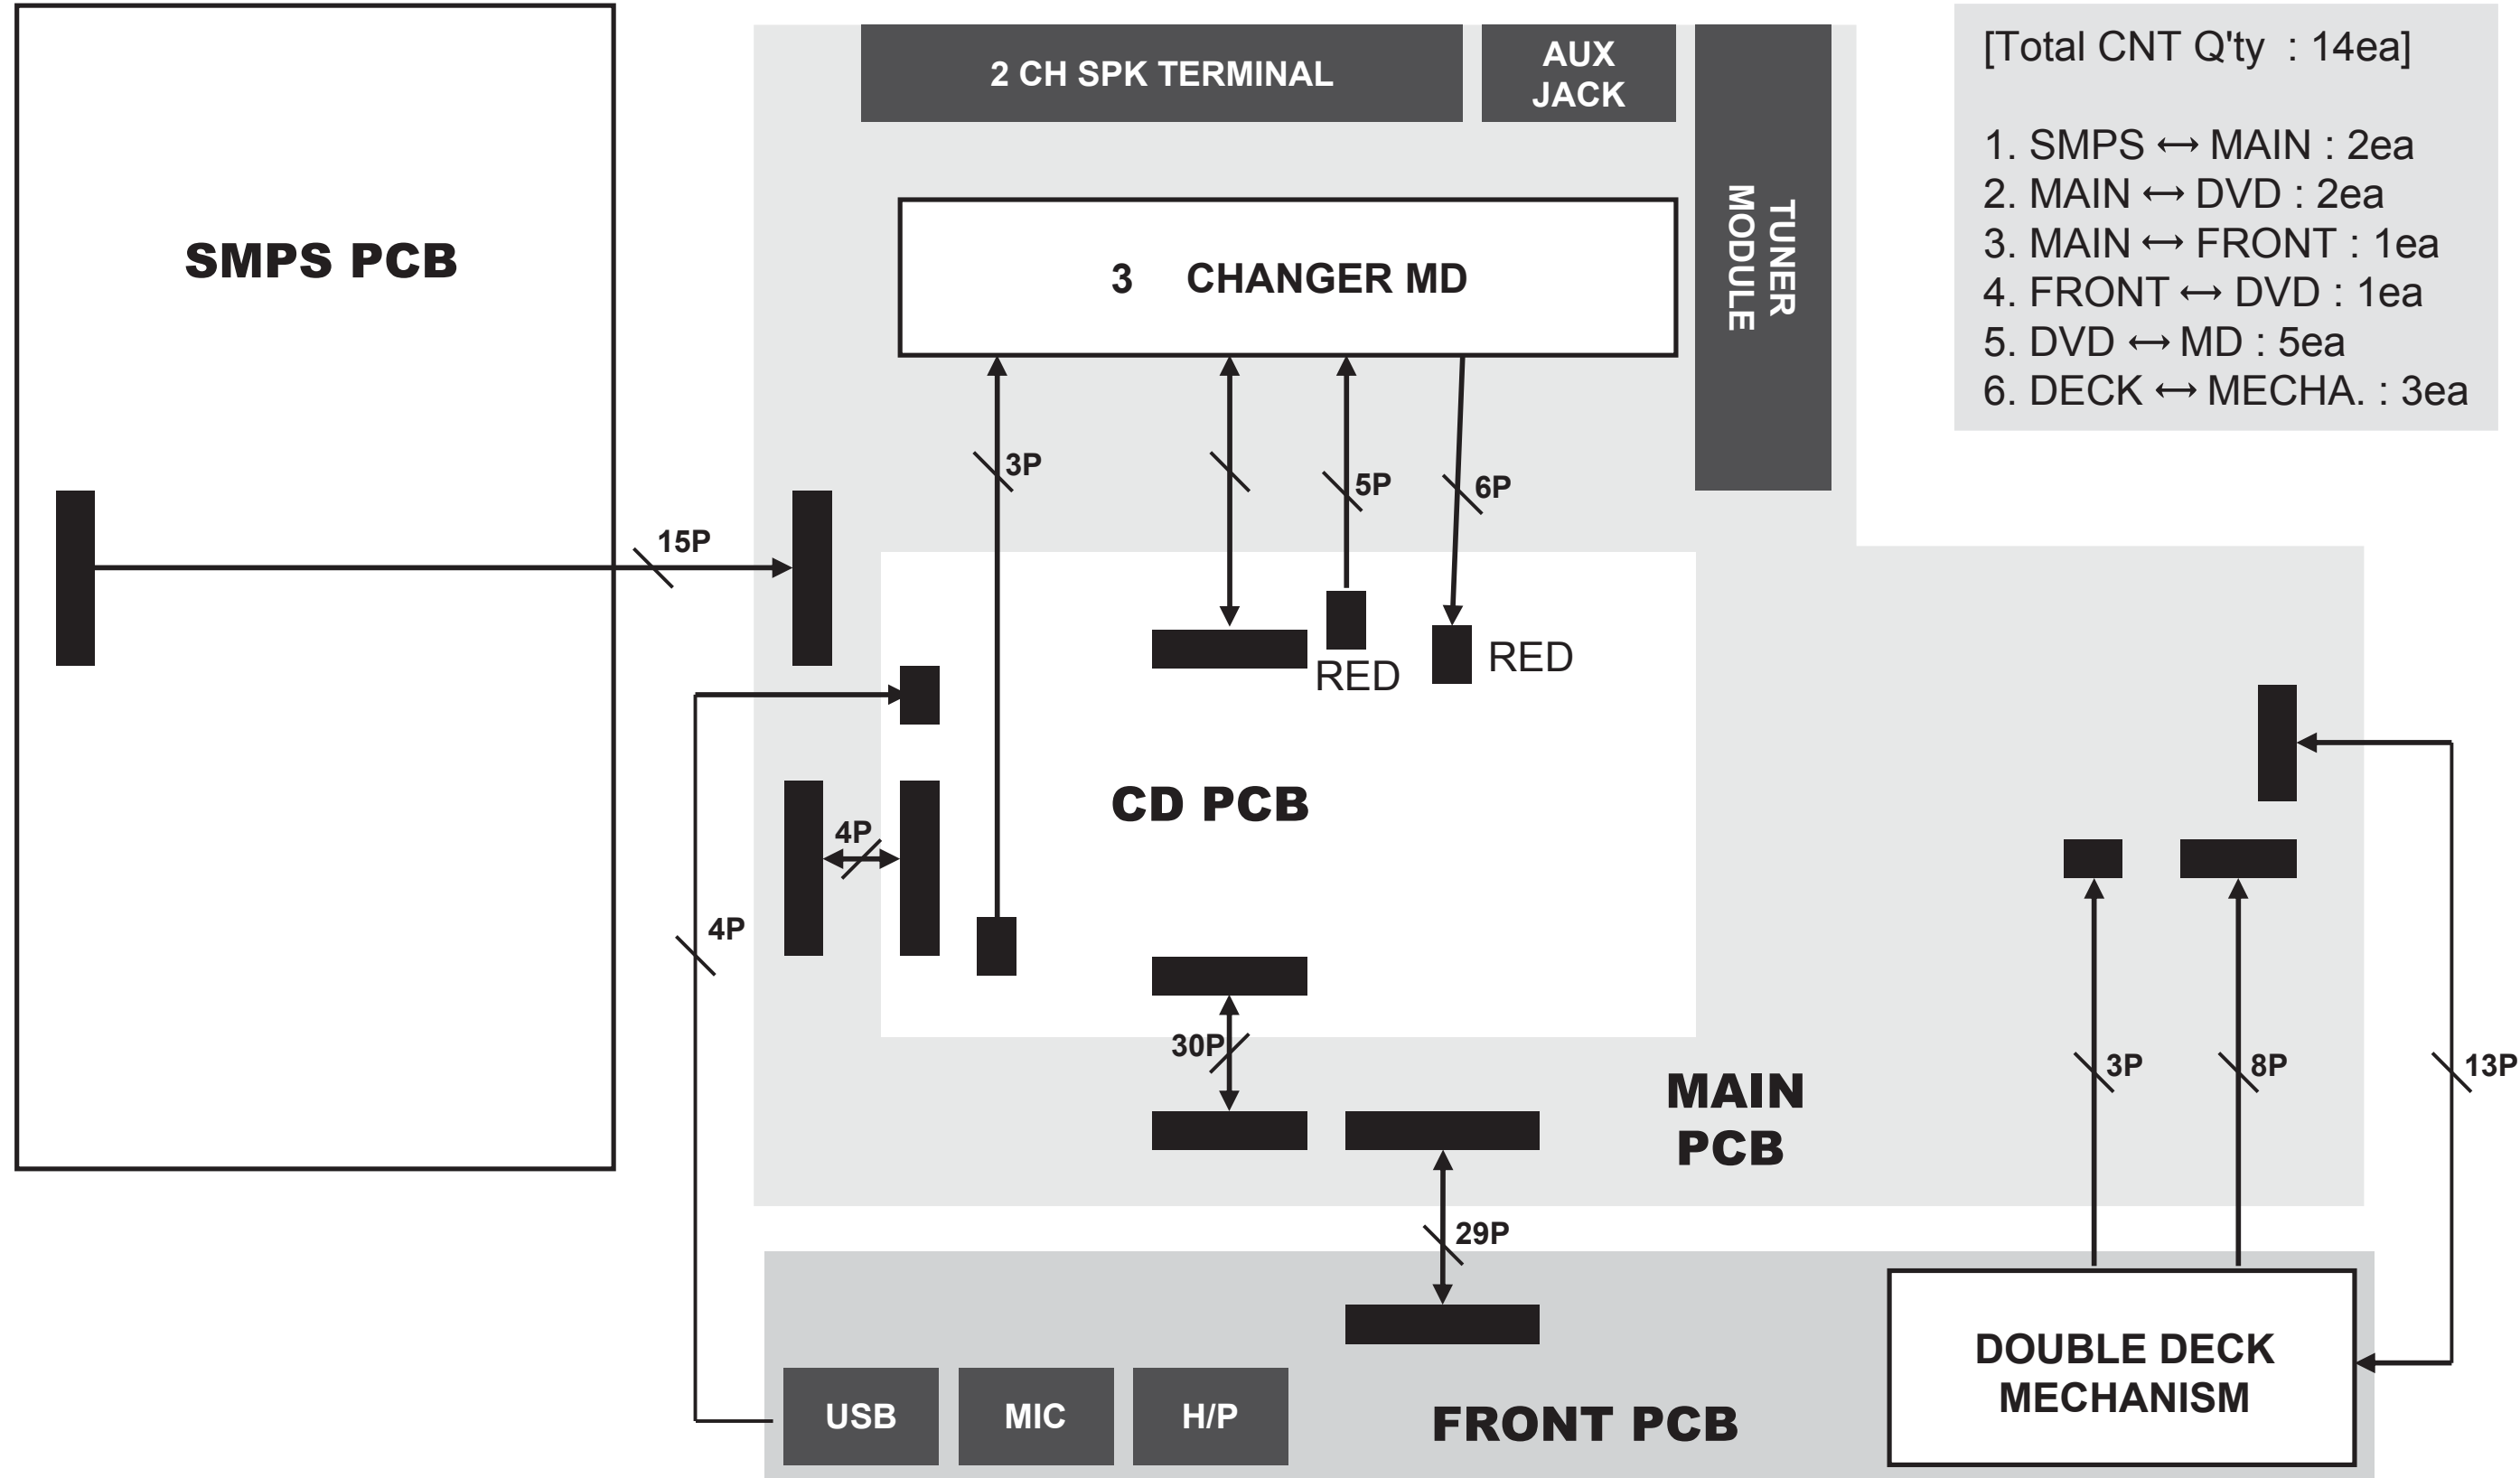 2 CH SPK TERMINAL
AUX
JACK
TUNER
MODULE
[Total CNT Q'ty : 14ea]
1. SMPS ↔ MAIN : 2ea
2. MAIN ↔ DVD : 2ea
3. MAIN ↔ FRONT : 1ea
4. FRONT ↔ DVD : 1ea
5. DVD ↔ MD : 5ea
6. DECK ↔ MECHA. : 3ea
SMPS PCB
3 CHANGER MD
3P
5P
6P
15P
RED
RED
CD PCB
4P
4P
30P
MAIN
PCB
3P
8P
13P
29P
DOUBLE DECK
MECHANISM
USB
MIC
H/P
FRONT PCB